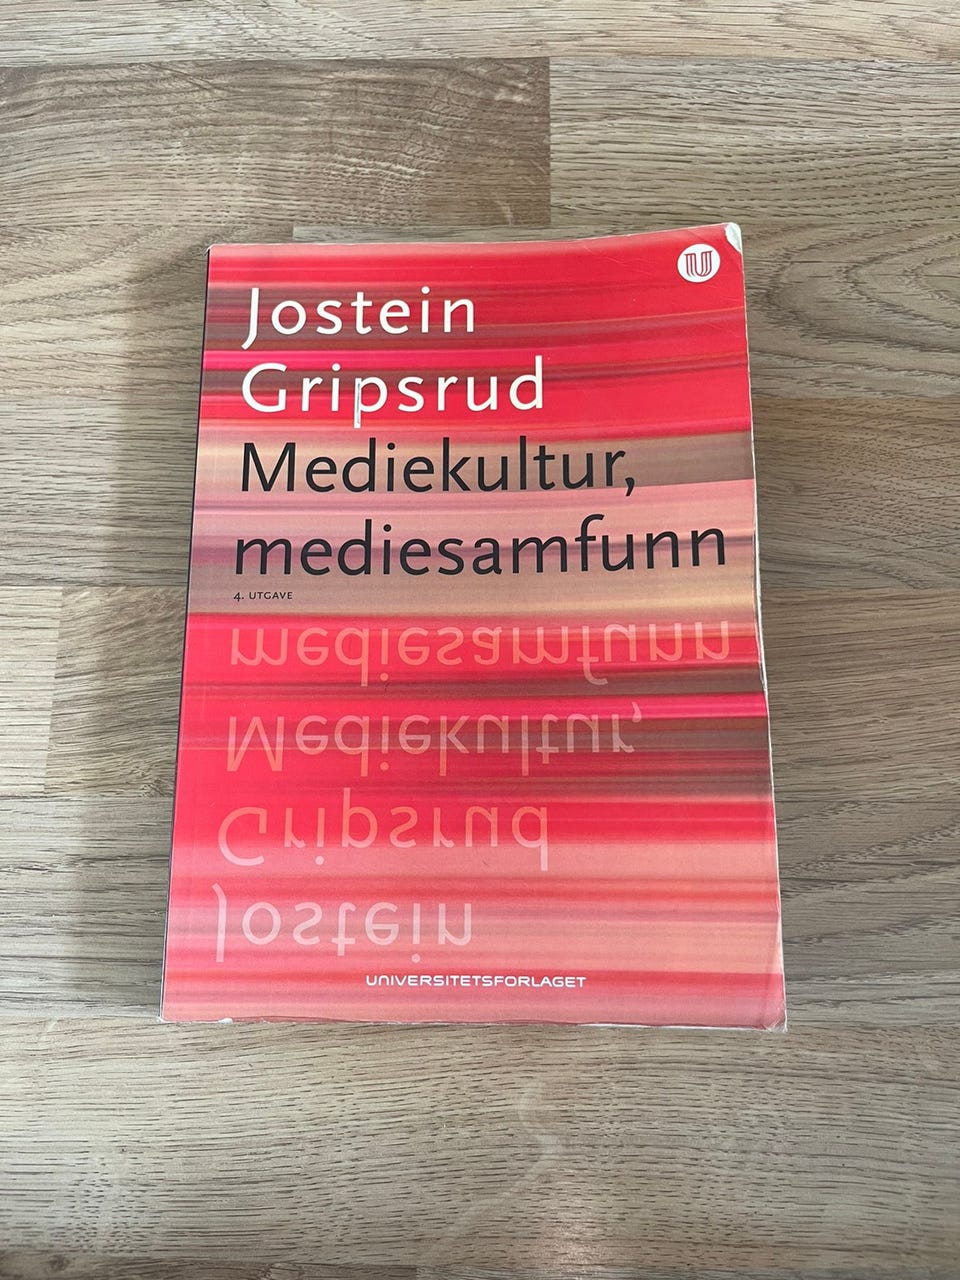 Jostein
Gripsrud
Mediekultur,
mediesamfunn
4. UTGAVE
mediesamfunn
Mediekultur,
Gripsrud
Jostein
UNIVERSITETSFORLAGET